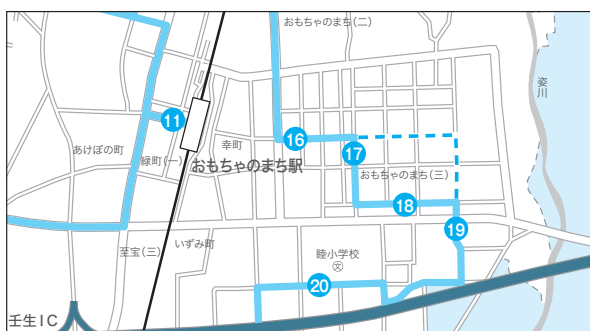 おもちゃのまち(二)
姿川
11
16
幸町
17
あけぼの町
緑町(一)
おもちゃのまち駅
おもちゃのまち(三)
18
19
いずみ町
至宝(三)
睦小学校
文
20
壬生IC